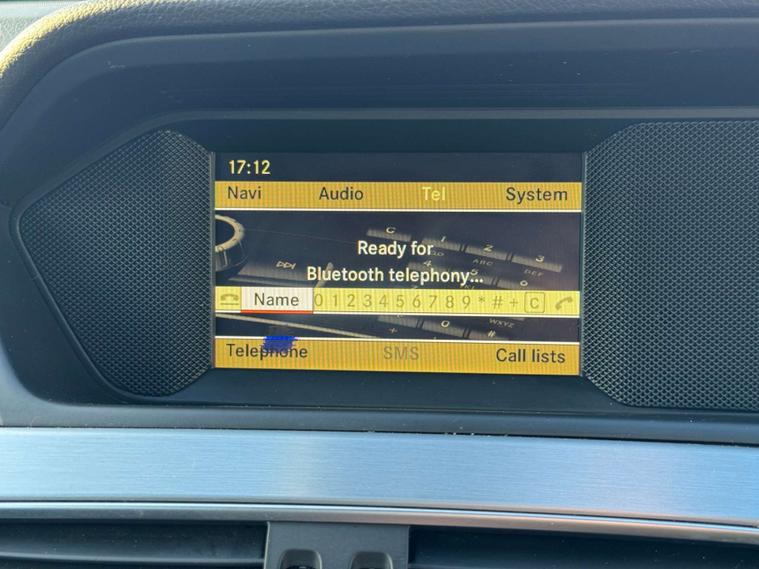 17:12
Navi Audio Tel System
Ready for
Bluetooth telephony...
Name 0 1 2 3 4 5 6 7 8 9 * # + C
Telephone SMS Call lists